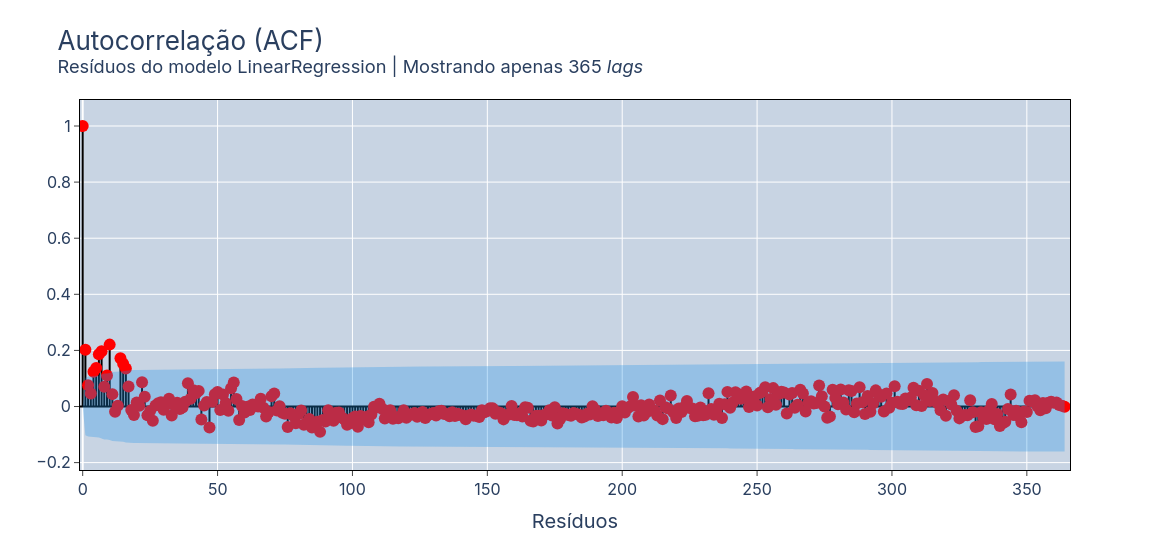 Autocorrelação (ACF)
Resíduos do modelo LinearRegression | Mostrando apenas 365 lags
1
0.8
0.6
0.4
0.2
0
−0.2
0 50 100 150 200 250 300 350
Resíduos